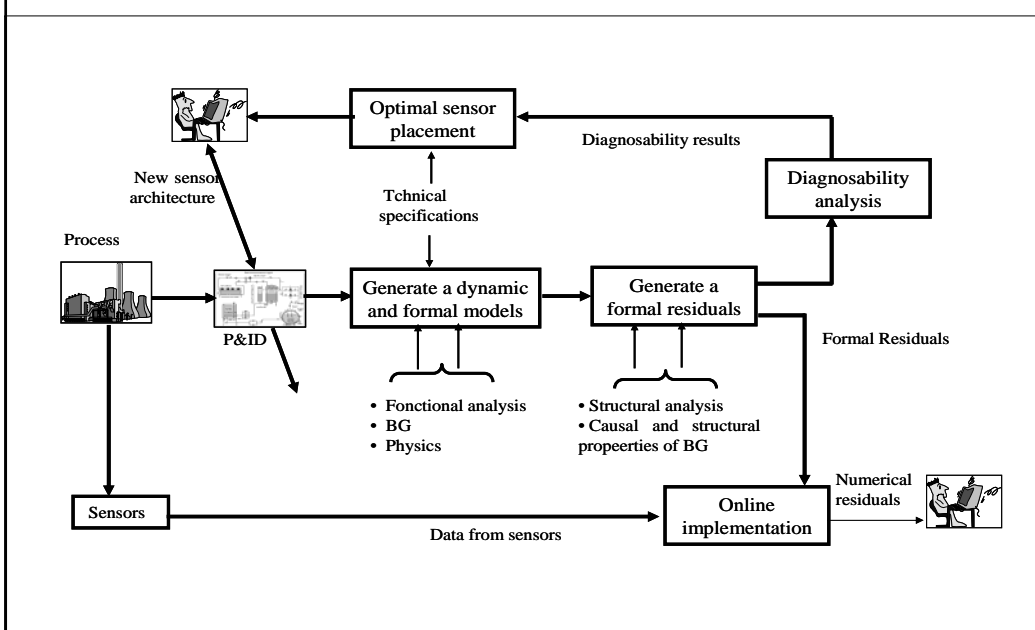 Optimal sensor
placement
Diagnosability results
Diagnosability
analysis
New sensor
architecture
Tchnical
specifications
Process
Generate a dynamic
and formal models
Generate a
formal residuals
P&ID
Formal Residuals
• Fonctional analysis
• BG
• Physics
• Structural analysis
• Causal and structural
propeerties of BG
Sensors
Data from sensors
Online
implementation
Numerical
residuals